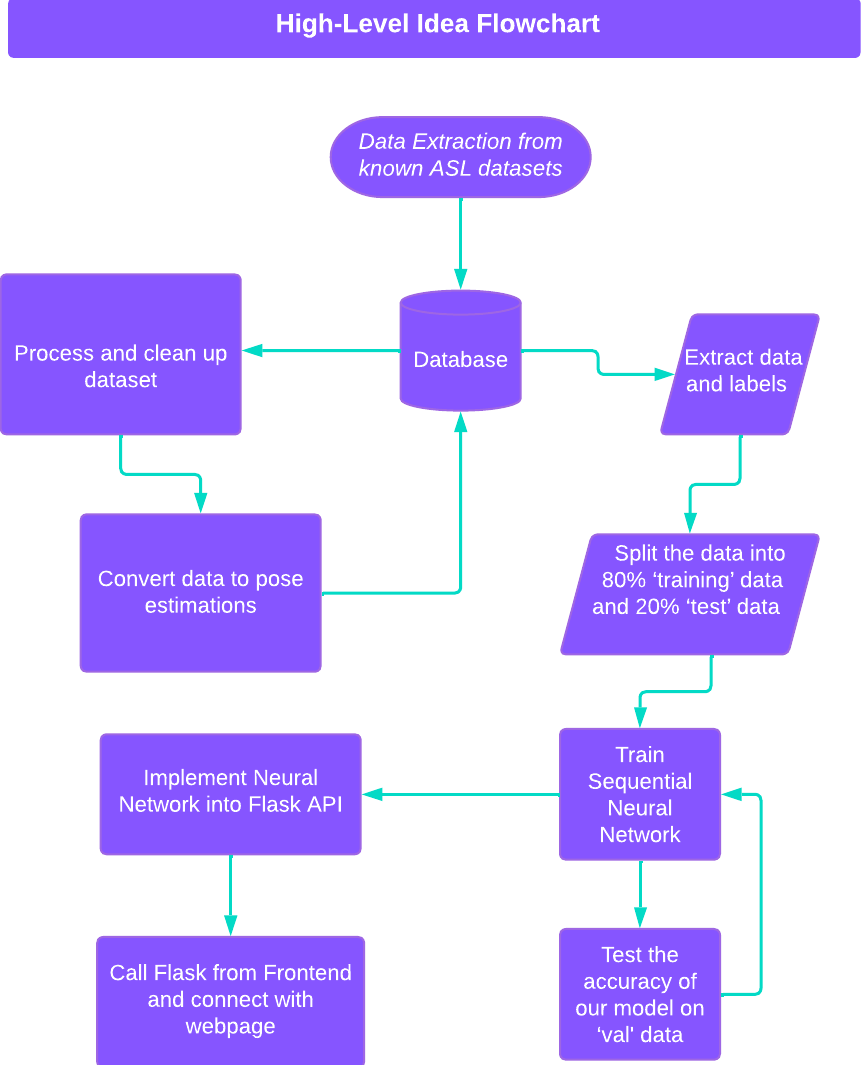 High-Level Idea Flowchart
Data Extraction from
known ASL datasets
Process and clean up
dataset
Database
Extract data
and labels
Convert data to pose
estimations
Split the data into
80% ‘training’ data
and 20% ‘test’ data
Implement Neural
Network into Flask API
Train
Sequential
Neural
Network
Call Flask from Frontend
and connect with
webpage
Test the
accuracy of
our model on
‘val' data